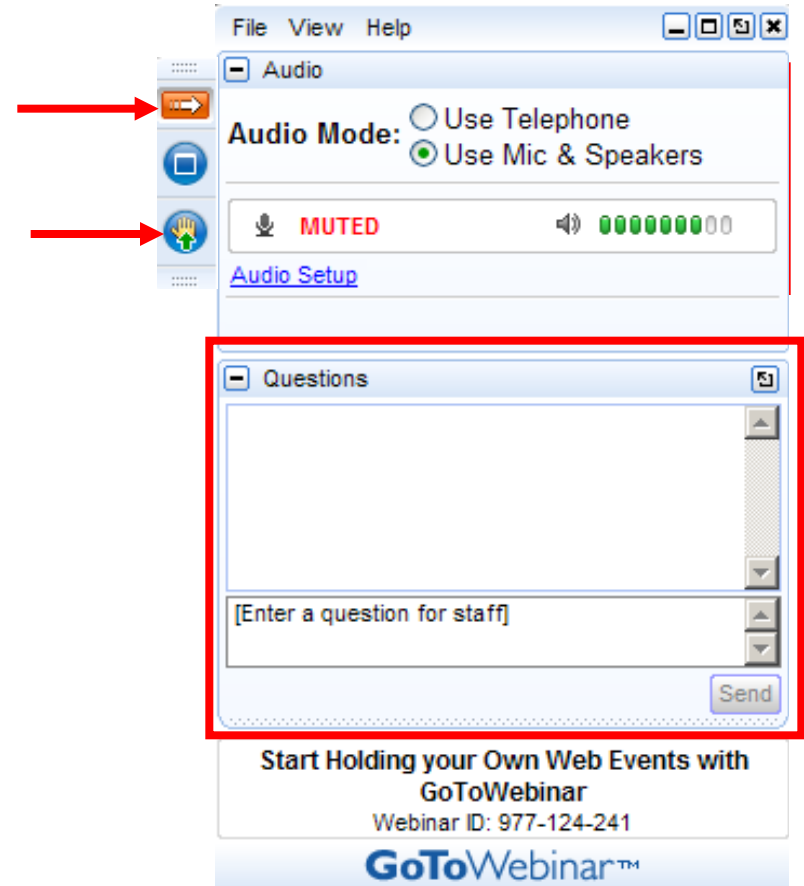 File View Help
Audio
Audio Mode:
Use Telephone
Use Mic & Speakers
MUTED
Audio Setup
Questions
[Enter a question for staff]
Send
Start Holding your Own Web Events with
GoToWebinar
Webinar ID: 977-124-241
GoToWebinar™